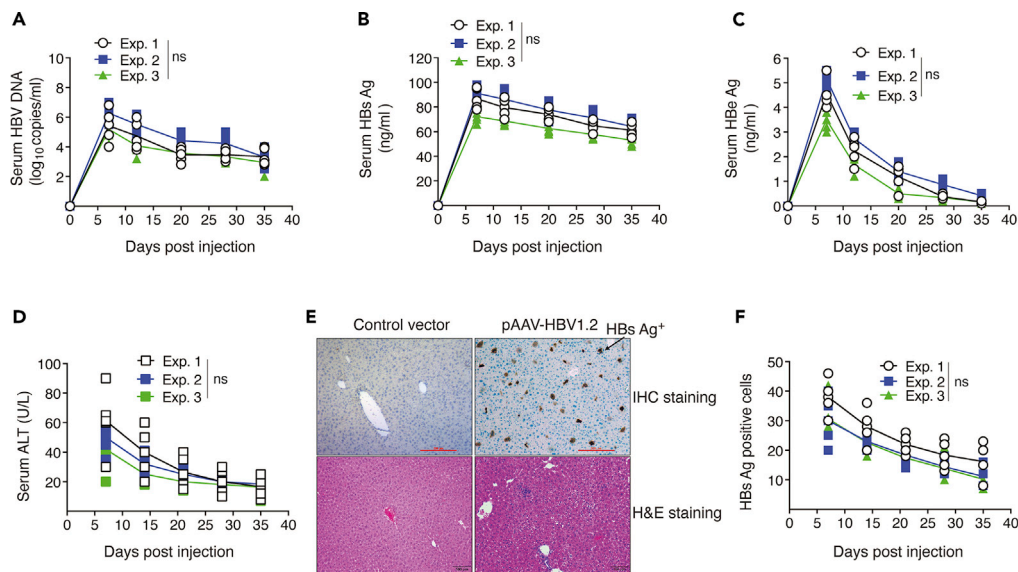 A
Serum HBV DNA
(log10 copies/ml)
10
8
6
4
2
0 5 10 15 20 25 30 35 40
Days post injection
Exp. 1
Exp. 2
Exp. 3
ns
B
Serum HBs Ag
(ng/ml)
120
100
80
60
40
20
0
0 5 10 15 20 25 30 35 40
Days post injection
Exp. 1
Exp. 2
Exp. 3
ns
C
Serum HBe Ag
(ng/ml)
6
5
4
3
2
1
0
0 5 10 15 20 25 30 35 40
Days post injection
Exp. 1
Exp. 2
Exp. 3
ns
D
Serum ALT (U/L)
100
80
60
40
20
0 5 10 15 20 25 30 35 40
Days post injection
Exp. 1
Exp. 2
Exp. 3
ns
E
Control vector
pAAV-HBV1.2
HBs Ag+
IHC staining
H&E staining
F
HBs Ag positive cells
50
40
30
20
10
0
0 5 10 15 20 25 30 35 40
Days post injection
Exp. 1
Exp. 2
Exp. 3
ns